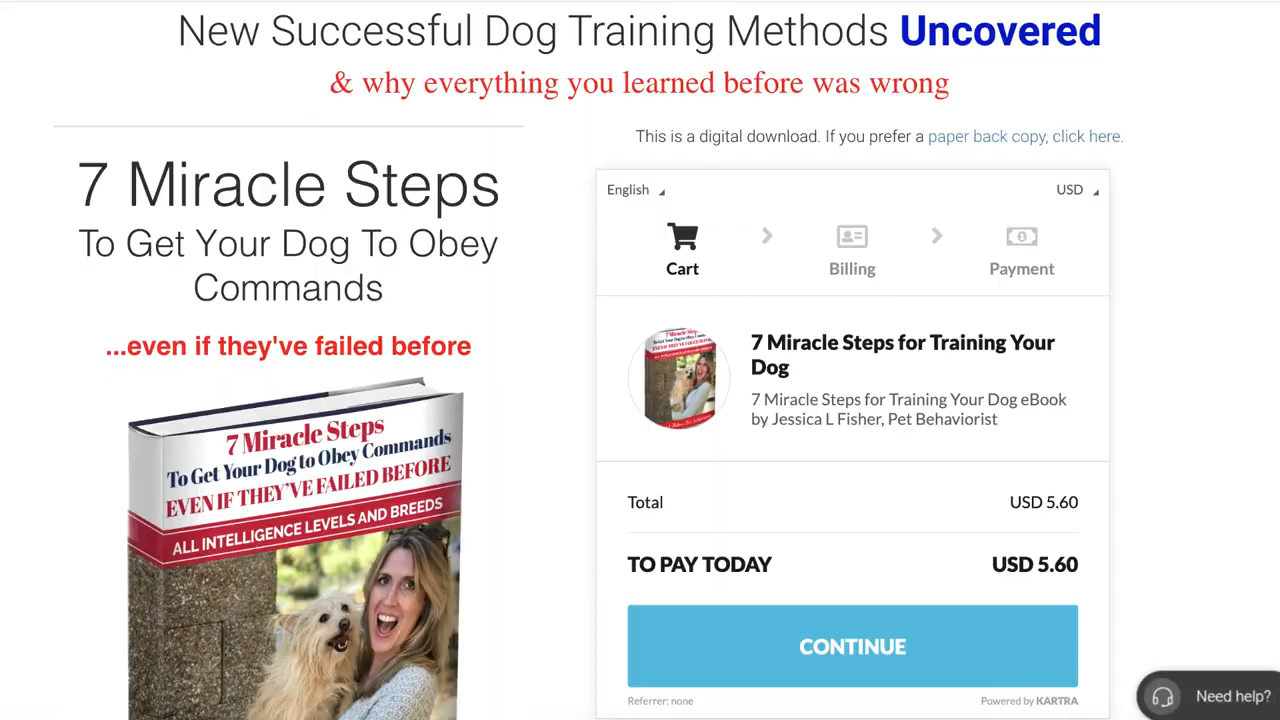 New Successful Dog Training Methods Uncovered
& why everything you learned before was wrong
7 Miracle Steps
To Get Your Dog To Obey
Commands
...even if they've failed before
7 Miracle Steps
To Get Your Dog to Obey Commands
EVEN IF THEY'VE FAILED BEFORE
ALL INTELLIGENCE LEVELS AND BREEDS
This is a digital download. If you prefer a paper back copy, click here.
English
USD
Cart
Billing
Payment
7 Miracle Steps for Training Your
Dog
7 Miracle Steps for Training Your Dog eBook
by Jessica L Fisher, Pet Behaviorist
Total
USD 5.60
TO PAY TODAY
USD 5.60
CONTINUE
Referrer: none
Powered by KARTRA
Need help?